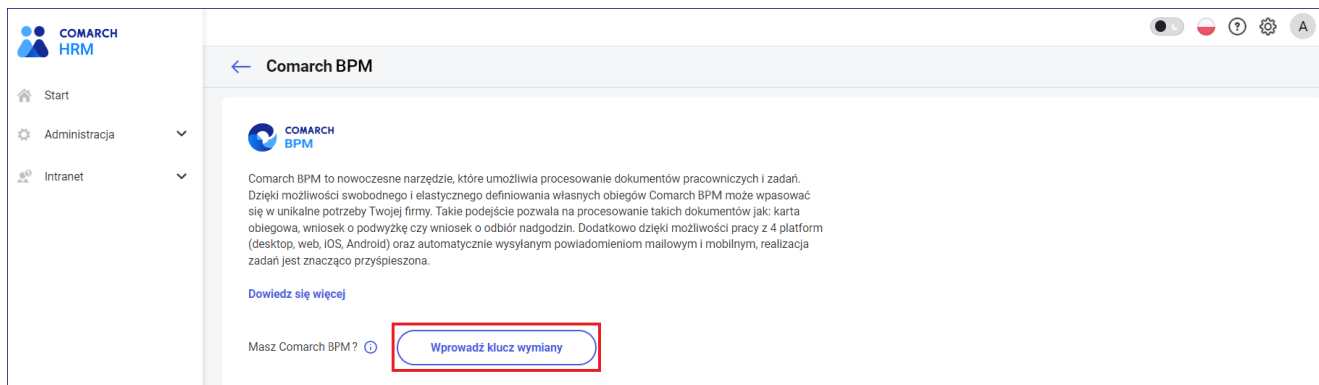 COMARCH
HRM
A
← Comarch BPM
Start
Administracja
Intranet
COMARCH
BPM
Comarch BPM to nowoczesne narzędzie, które umożliwia procesowanie dokumentów pracowniczych i zadań.
Dzięki możliwości swobodnego i elastycznego definiowania własnych obiegów Comarch BPM może wpasować
się w unikalne potrzeby Twojej firmy. Takie podejście pozwala na procesowanie takich dokumentów jak: karta
obiegowa, wniosek o podwyżkę czy wniosek o odbiór nadgodzin. Dodatkowo dzięki możliwości pracy z 4 platform
(desktop, web, iOS, Android) oraz automatycznie wysyłanym powiadomieniom mailowym i mobilnym, realizacja
zadań jest znacząco przyśpieszona.
Dowiedz się więcej
Masz Comarch BPM? Wprowadź klucz wymiany